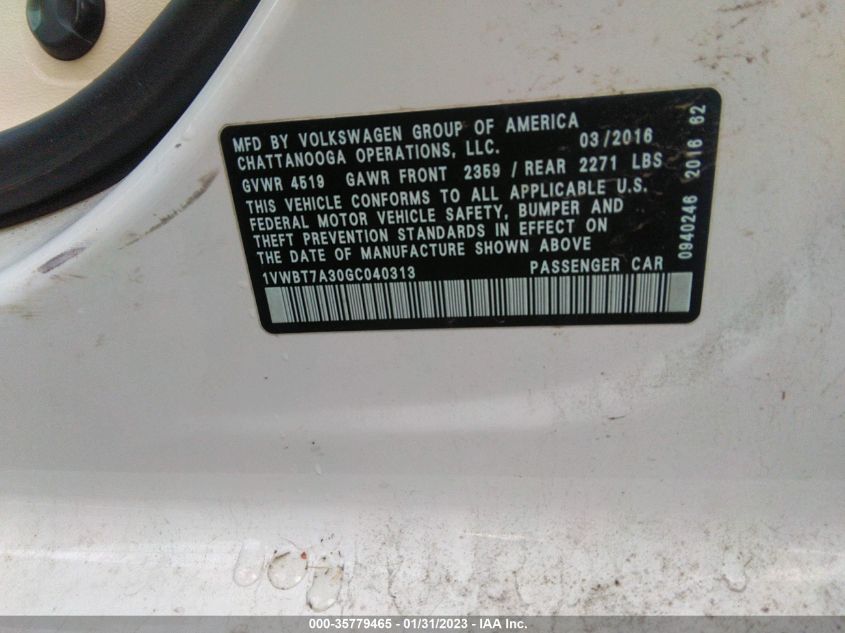 MFD BY VOLKSWAGEN GROUP OF AMERICA
CHATTANOOGA OPERATIONS, LLC. 03/2016
GVWR 4519 GAWR FRONT 2359 / REAR 2271 LBS
THIS VEHICLE CONFORMS TO ALL APPLICABLE U.S.
FEDERAL MOTOR VEHICLE SAFETY, BUMPER AND
THEFT PREVENTION STANDARDS IN EFFECT ON
THE DATE OF MANUFACTURE SHOWN ABOVE
1VWBT7A30GC040313 PASSENGER CAR
0940246 2016 62
000-35779465 - 01/31/2023 - IAA Inc.